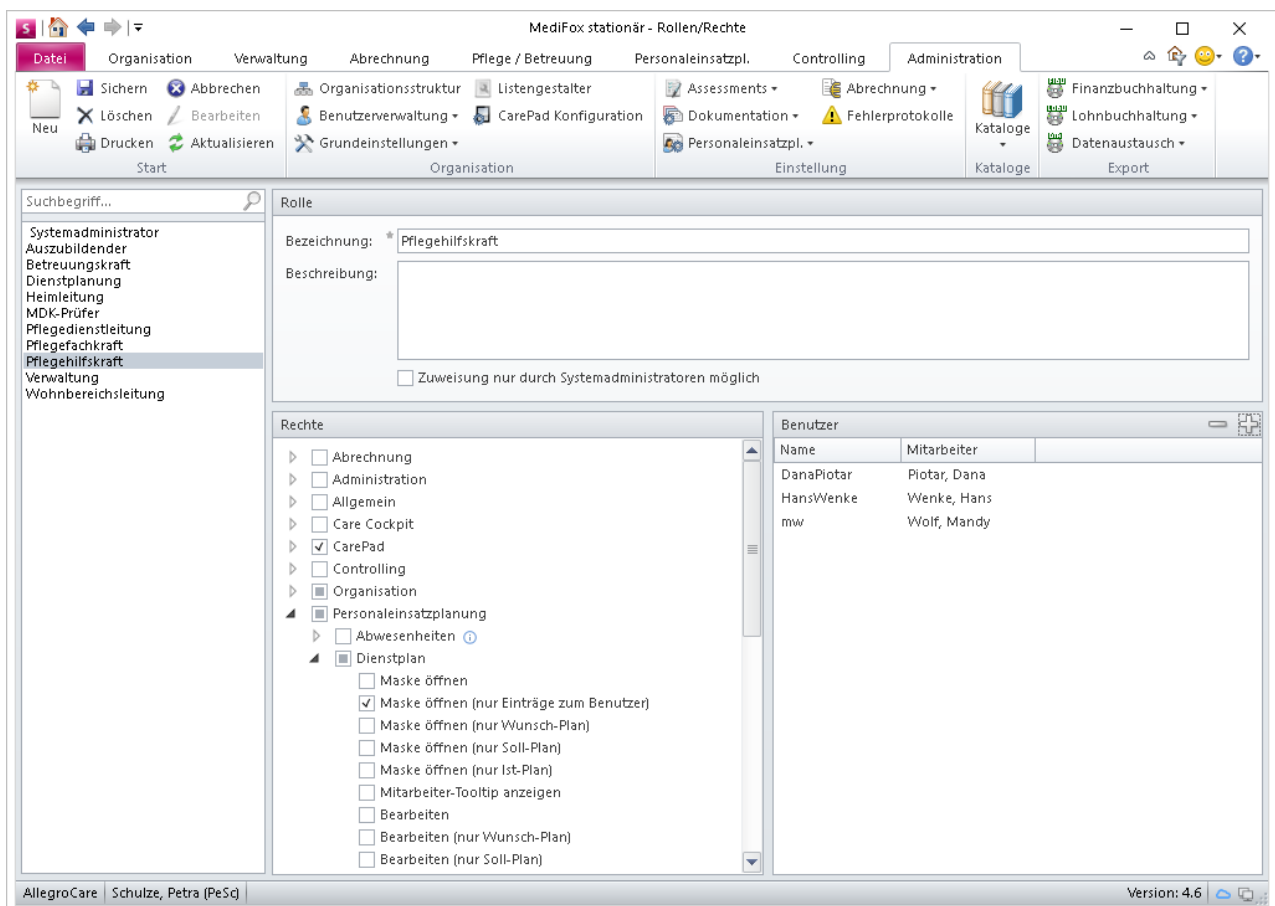 S
MediFox stationär - Rollen/Rechte
Datei Organisation Verwaltung Abrechnung Pflege / Betreuung Personaleinsatzpl. Controlling Administration
Neu
Sichern Abbrechen
Löschen Bearbeiten
Drucken Aktualisieren
Start
Organisationsstruktur Listengestalter
Benutzerverwaltung CarePad Konfiguration
Grundeinstellungen
Organisation
Assessments Abrechnung
Dokumentation Fehlerprotokolle
Personaleinsatzpl.
Einstellung
Kataloge
Kataloge
Finanzbuchhaltung
Lohnbuchhaltung
Datenaustausch
Export
Suchbegriff...
Systemadministrator
Auszubildender
Betreuungskraft
Dienstplanung
Heimleitung
MDK-Prüfer
Pflegedienstleitung
Pflegefachkraft
Pflegehilfskraft
Verwaltung
Wohnbereichsleitung
Rolle
Bezeichnung: * Pflegehilfskraft
Beschreibung:
Zuweisung nur durch Systemadministratoren möglich
Rechte
Abrechnung
Administration
Allgemein
Care Cockpit
CarePad
Controlling
Organisation
Personaleinsatzplanung
Abwesenheiten
Dienstplan
Maske öffnen
Maske öffnen (nur Einträge zum Benutzer)
Maske öffnen (nur Wunsch-Plan)
Maske öffnen (nur Soll-Plan)
Maske öffnen (nur Ist-Plan)
Mitarbeiter-Tooltip anzeigen
Bearbeiten
Bearbeiten (nur Wunsch-Plan)
Bearbeiten (nur Soll-Plan)
Benutzer
Name Mitarbeiter
DanaPiotar Piotar, Dana
HansWenke Wenke, Hans
mw Wolf, Mandy
AllegroCare Schulze, Petra (PeSc) Version: 4.6